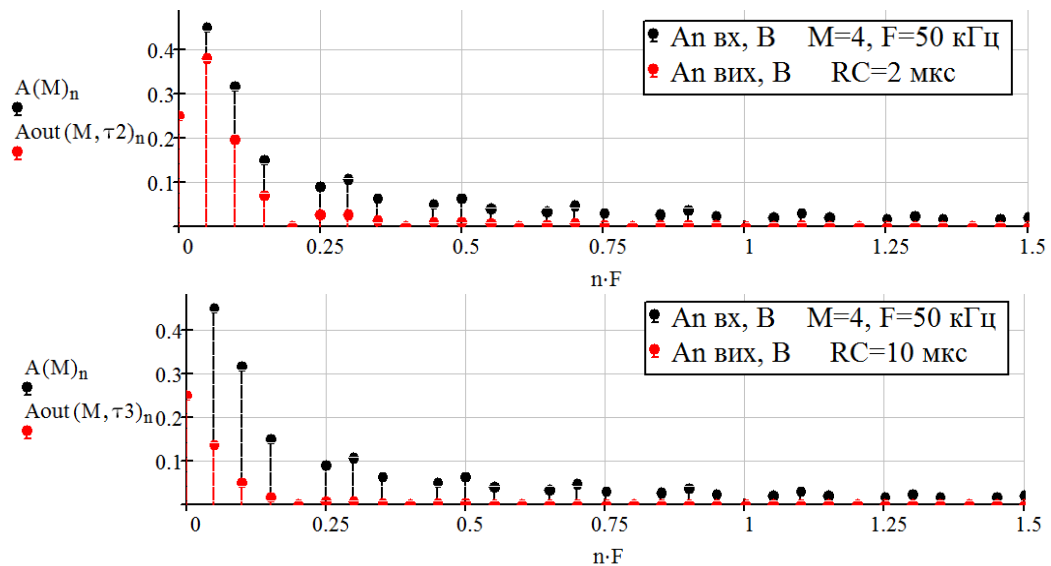 0.4
0.3
0.2
0.1
A(M)n
Aout(M,τ2)n
An вх, В M=4, F=50 кГц
An вих, В RC=2 мкс
0 0.25 0.5 0.75 1 1.25 1.5
n·F
0.4
0.3
0.2
0.1
A(M)n
Aout(M,τ3)n
An вх, В M=4, F=50 кГц
An вих, В RC=10 мкс
0 0.25 0.5 0.75 1 1.25 1.5
n·F